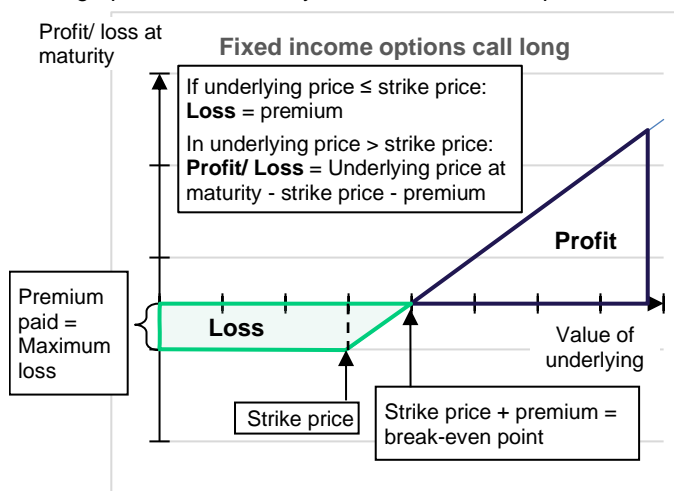 Profit/ loss at
maturity
Fixed income options call long
If underlying price ≤ strike price:
Loss = premium
In underlying price > strike price:
Profit/ Loss = Underlying price at
maturity - strike price - premium
Profit
Premium
paid =
Maximum
loss
Loss
Value of
underlying
Strike price
Strike price + premium =
break-even point